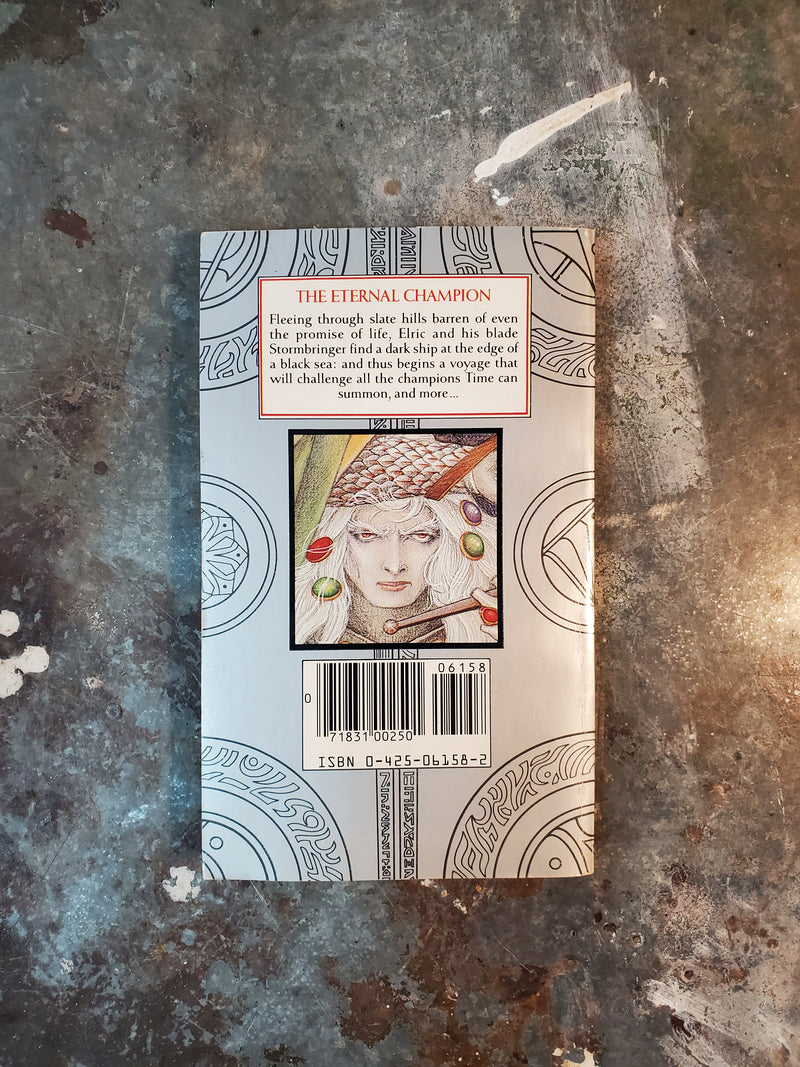 THE ETERNAL CHAMPION
Fleeing through slate hills barren of even
the promise of life, Elric and his blade
Stormbringer find a dark ship at the edge of
a black sea: and thus begins a voyage that
will challenge all the champions Time can
summon, and more...
06158
0
71831 00250
ISBN 0-425-06158-2